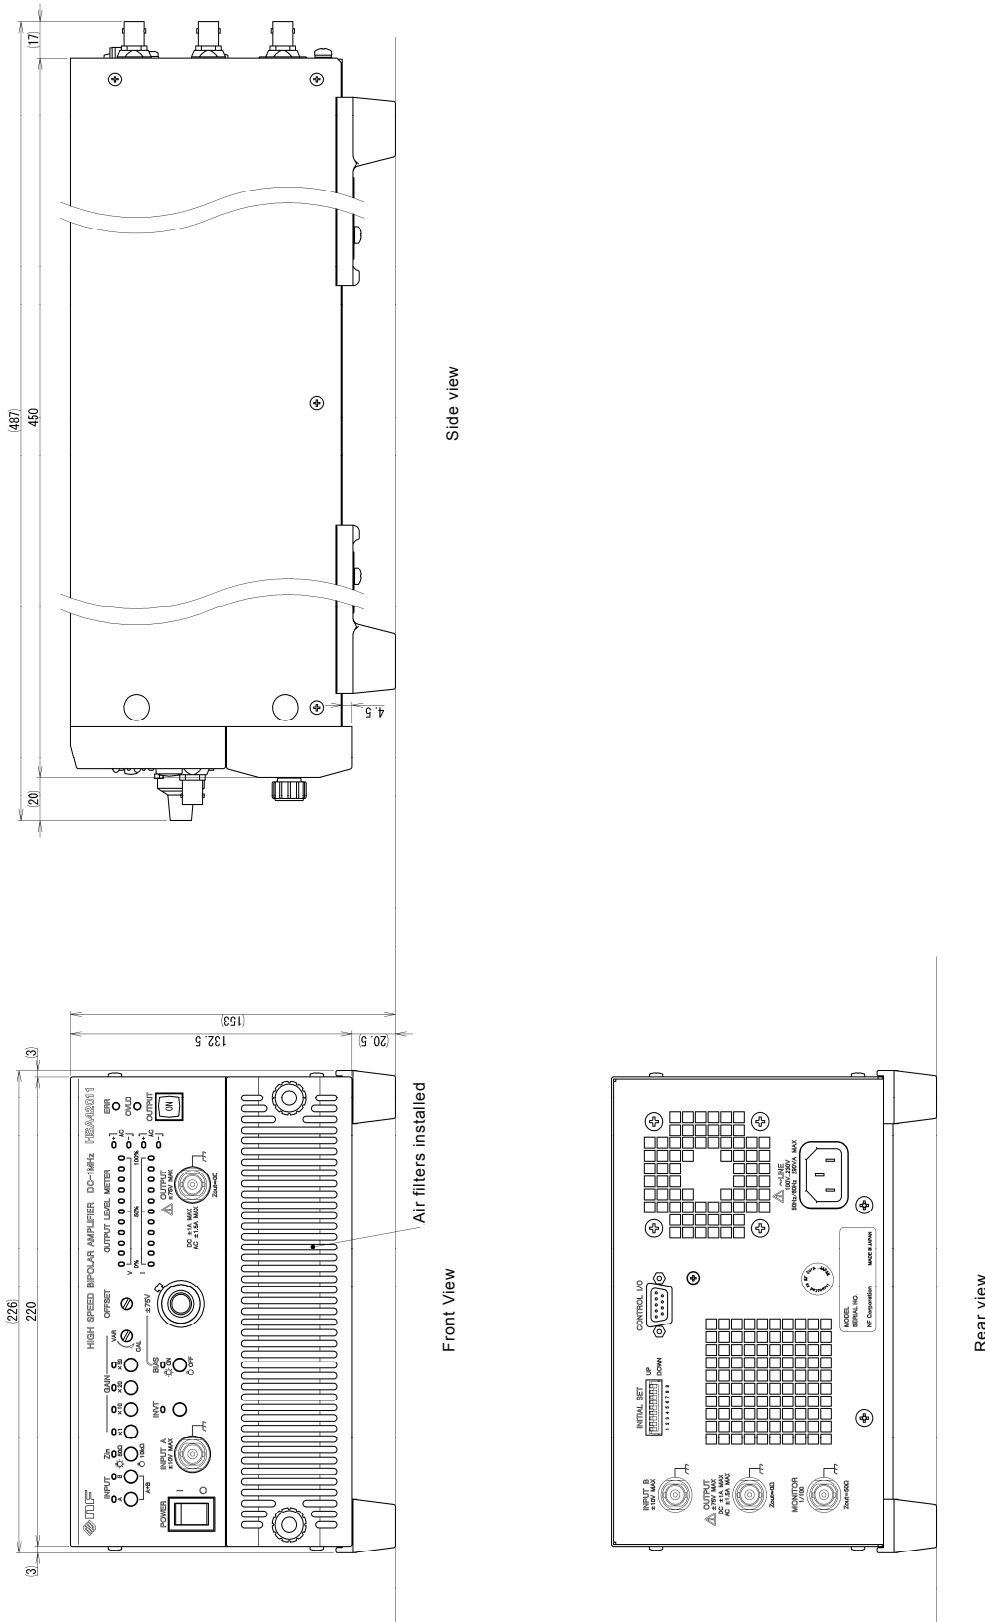 (487)
(17)
450
(20)
4.5
Side view
(226)
(3)
220
(3)
(153)
132.5
(20.5)
NF
HIGH SPEED BIPOLAR AMPLIFIER DC-1MHz HSA42011
INPUT
A
B
A+B
Zin
50Ω
10kΩ
GAIN
×1
×10
×20
VAR
CAL
OFFSET
OUTPUT LEVEL METER
V
I
0%
50%
100%
+
AC
-
+
AC
-
ERR
OVLD
OUTPUT
ON
POWER
INPUT A
±10V MAX
INVT
BIAS
ON
OFF
±75V
OUTPUT
±75V MAX
DC ±1A MAX
AC ±1.5A MAX
Zout=0Ω
Air filters installed
Front View
INPUT B
±10V MAX
OUTPUT
±75V MAX
DC ±1A MAX
AC ±1.5A MAX
Zout=0Ω
MONITOR
1/100
Zout=50Ω
INITIAL SET
UP
DOWN
1 2 3 4 5 6 7 8
CONTROL I/O
MODEL
SERIAL NO.
NF Corporation
MADE IN JAPAN
~LINE
100V..230V
50Hz/60Hz
MAX
Rear view